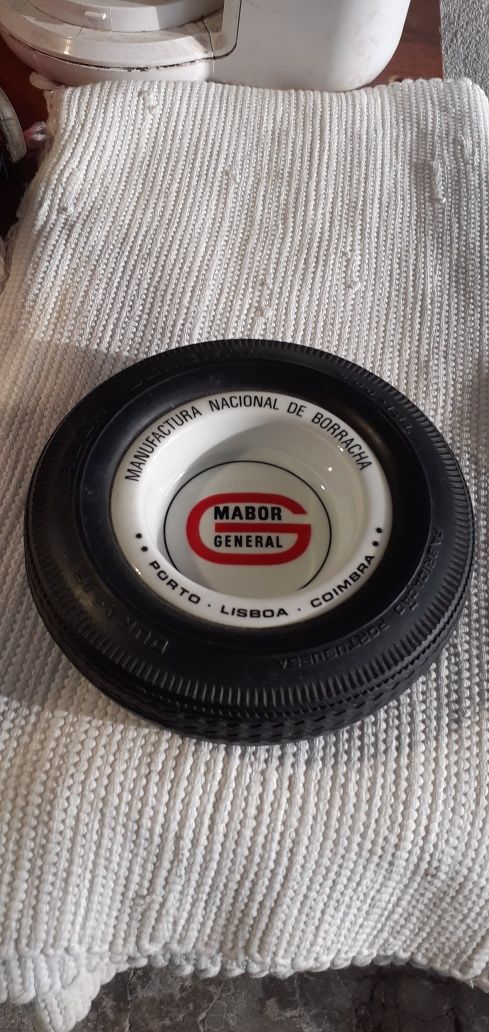 MANUFACTURA NACIONAL DE BORRACHA
MABOR
GENERAL
** PORTO · LISBOA · COIMBRA **
FABRICAÇÃO PORTUGUESA